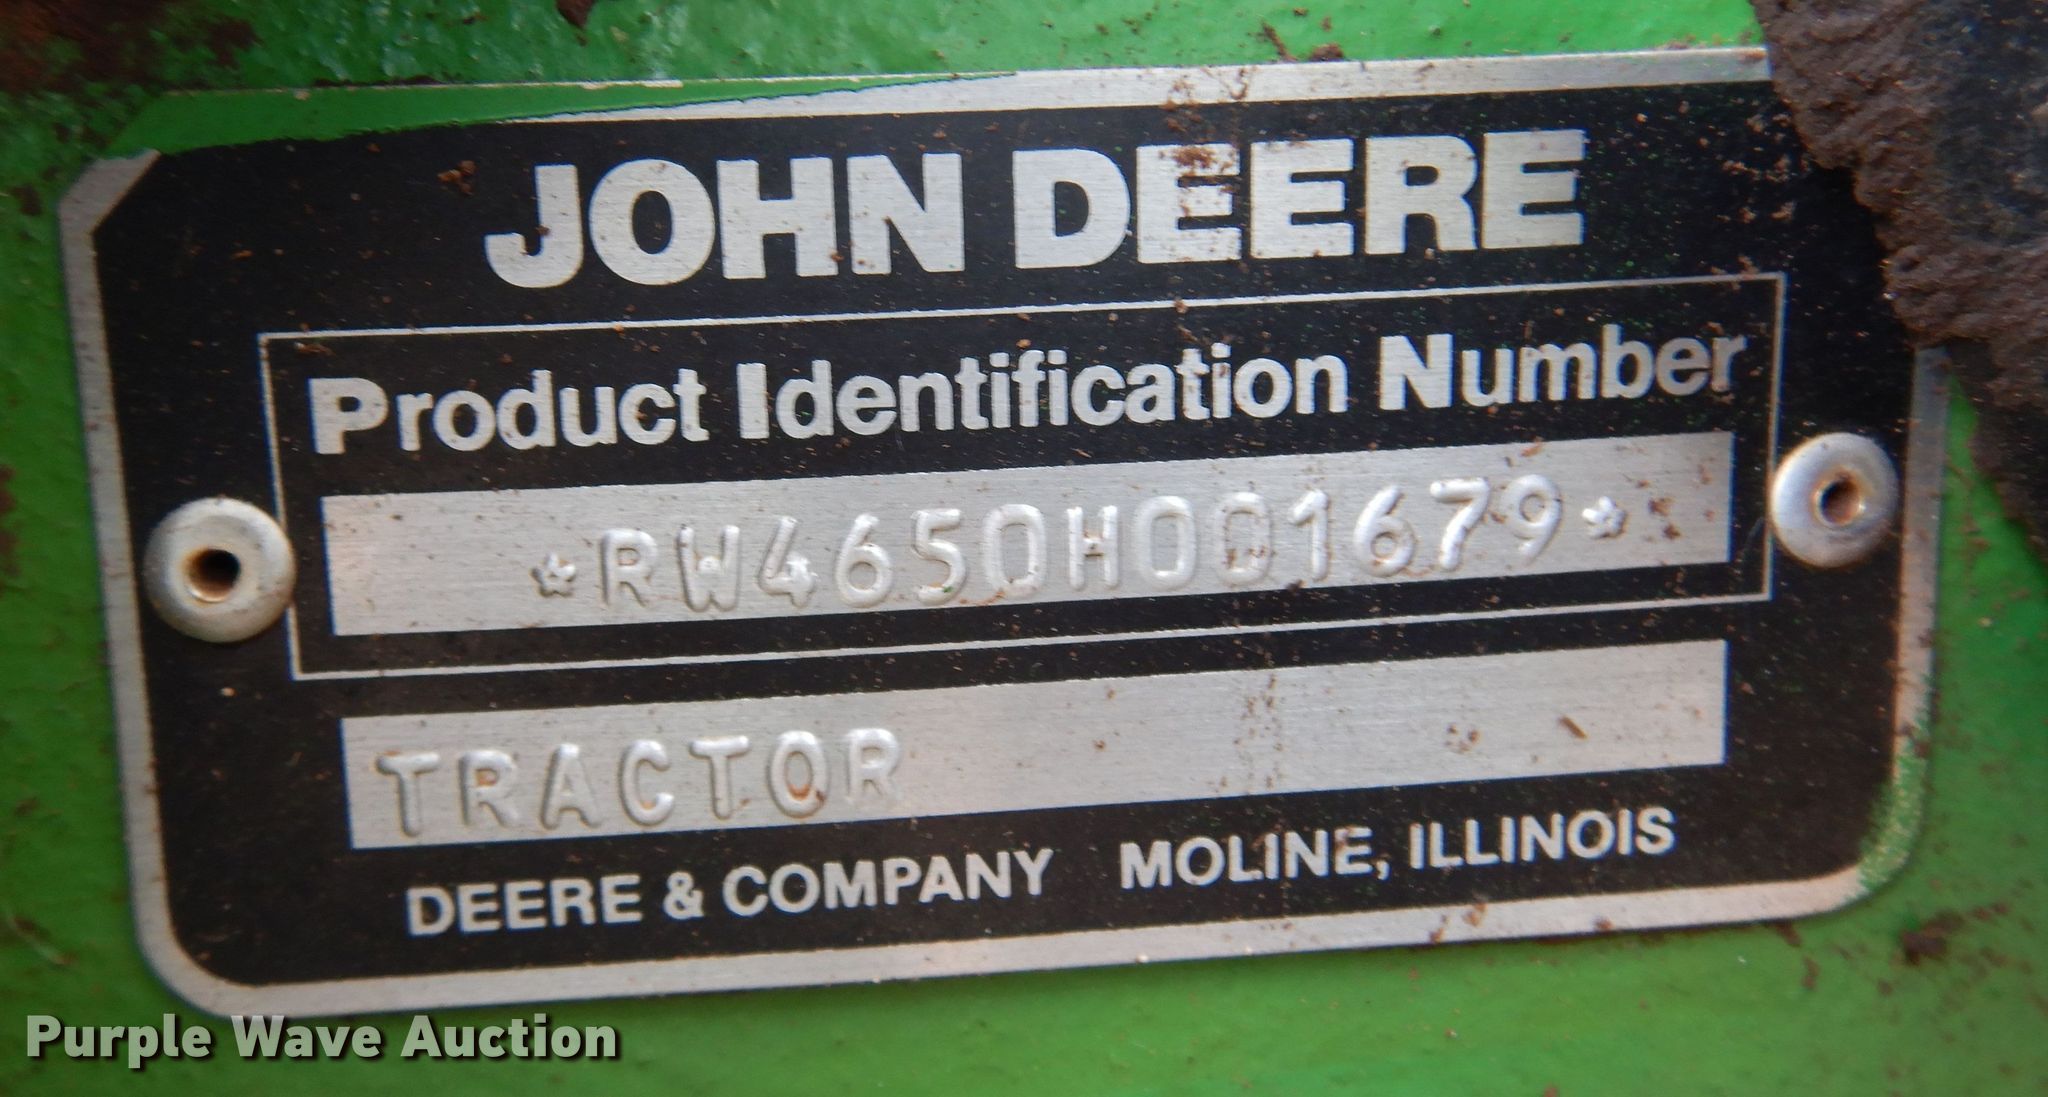 JOHN DEERE
Product Identification Number
*RW4650H001679*
TRACTOR
DEERE & COMPANY MOLINE, ILLINOIS
Purple Wave Auction